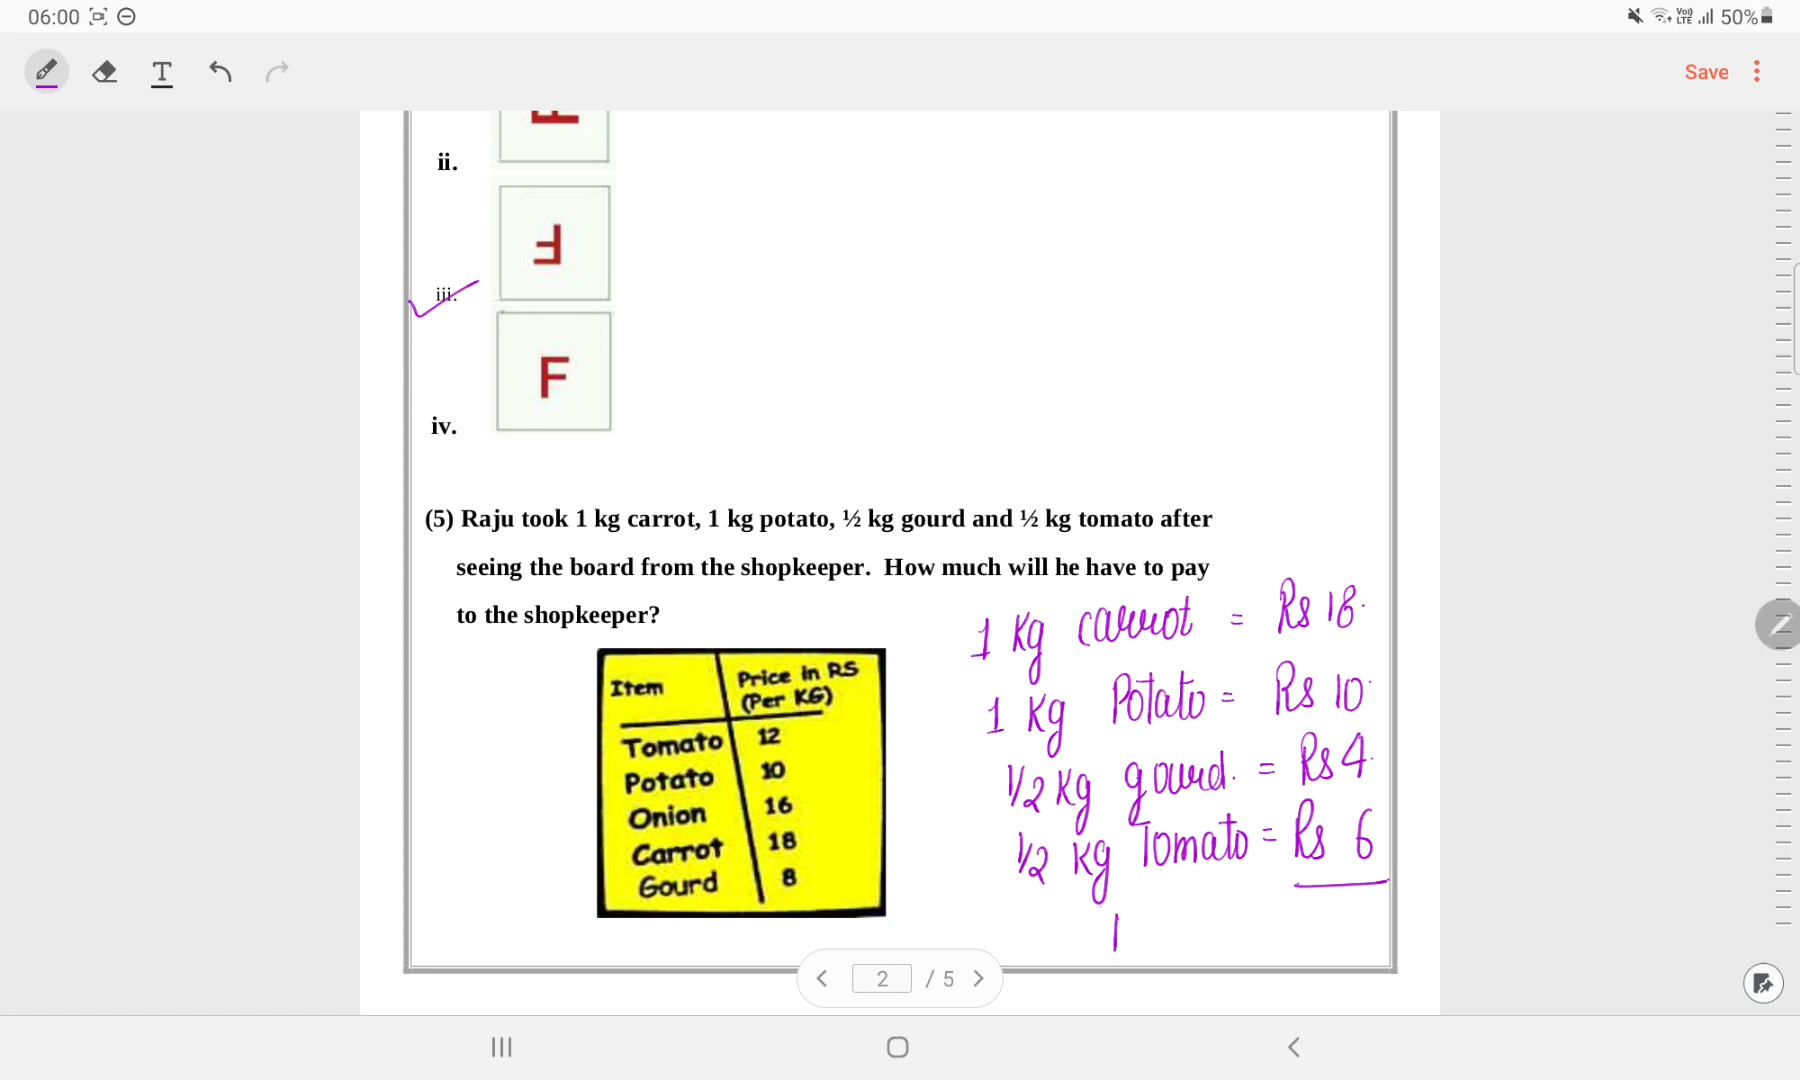 06:00
VoLTE 50%
T
Save
ii.
iii.
F
iv.
(5) Raju took 1 kg carrot, 1 kg potato, ½ kg gourd and ½ kg tomato after
seeing the board from the shopkeeper. How much will he have to pay
to the shopkeeper?
Item Price in RS
(Per KG)
Tomato 12
Potato 10
Onion 16
Carrot 18
Gourd 8
1 Kg carrot = Rs 18.
1 Kg Potato = Rs 10.
1/2 Kg gourd. = Rs 4.
1/2 Kg Tomato = Rs 6
2 / 5